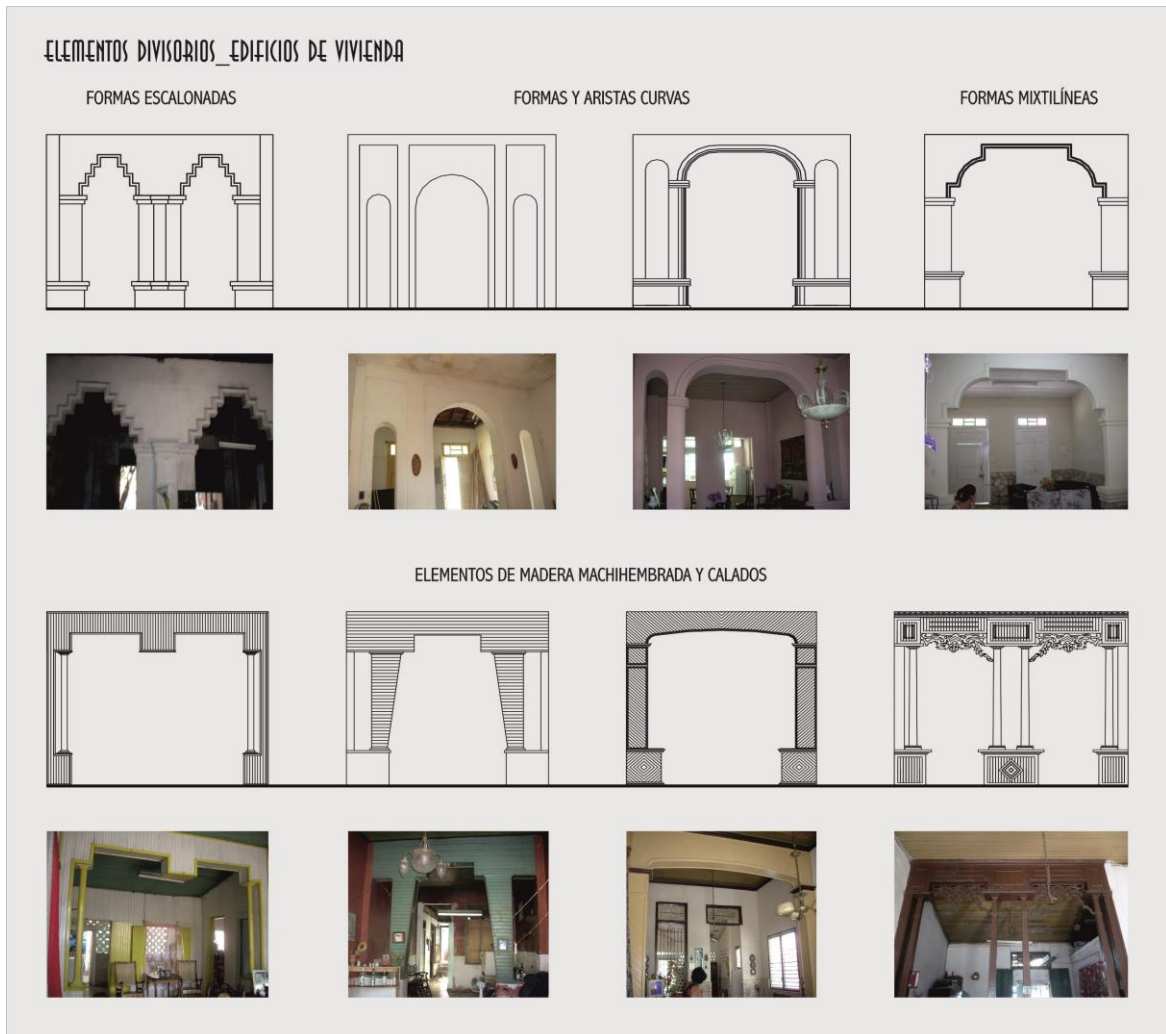 ELEMENTOS DIVISORIOS_EDIFICIOS DE VIVIENDA
FORMAS ESCALONADAS
FORMAS Y ARISTAS CURVAS
FORMAS MIXTILÍNEAS
ELEMENTOS DE MADERA MACHIHEMBRADA Y CALADOS